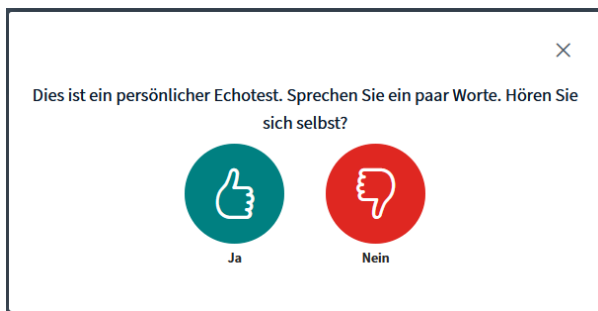 Dies ist ein persönlicher Echotest. Sprechen Sie ein paar Worte. Hören Sie
sich selbst?
Ja
Nein